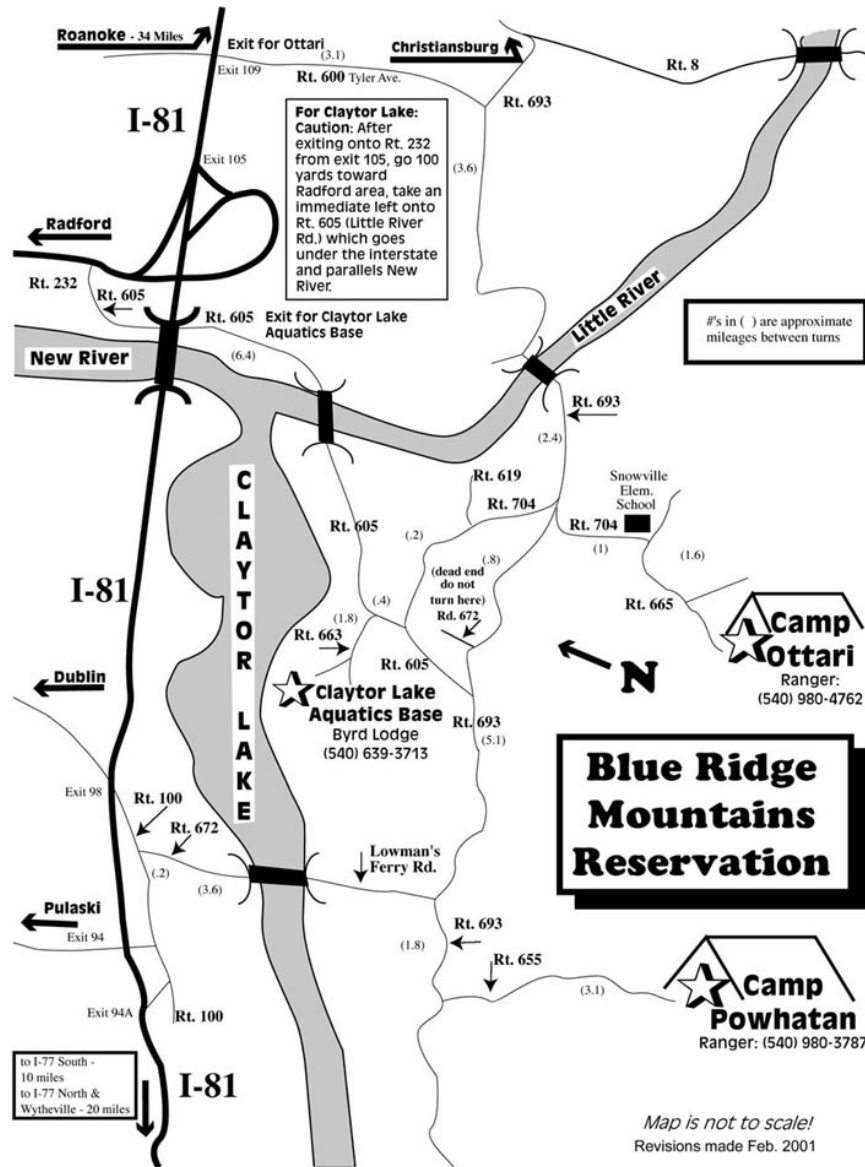 Roanoke - 34 Miles
Exit for Ottari
(3.1)
Christiansburg
Exit 109
Rt. 600 Tyler Ave.
Rt. 8
Rt. 693
I-81
For Claytor Lake:
Caution: After
exiting onto Rt. 232
from exit 105, go 100
yards toward
Radford area, take an
immediate left onto
Rt. 605 (Little River
Rd.) which goes
under the interstate
and parallels New
River.
Exit 105
(3.6)
Radford
Rt. 232
Rt. 605
Rt. 605
Exit for Claytor Lake
Aquatics Base
Little River
#'s in ( ) are approximate
mileages between turns
New River
(6.4)
Rt. 693
(2.4)
CLAYTOR LAKE
Rt. 619
Rt. 704
Snowville
Elem.
School
Rt. 704
Rt. 605
(.2)
(1)
(1.6)
(.8)
(dead end
do not
turn here)
Rd. 672
I-81
Rt. 665
(.4)
(1.8)
Rt. 663
Camp
Ottari
Ranger:
(540) 980-4762
Rt. 605
N
Dublin
Claytor Lake
Aquatics Base
Byrd Lodge
(540) 639-3713
Rt. 693
(5.1)
Blue Ridge
Mountains
Reservation
Exit 98
Rt. 100
Rt. 672
Lowman's
Ferry Rd.
(.2)
(3.6)
Pulaski
Exit 94
Rt. 693
(1.8)
Rt. 655
(3.1)
Camp
Powhatan
Ranger: (540) 980-3787
Exit 94A
Rt. 100
to I-77 South -
10 miles
to I-77 North &
Wytheville - 20 miles
I-81
Map is not to scale!
Revisions made Feb. 2001